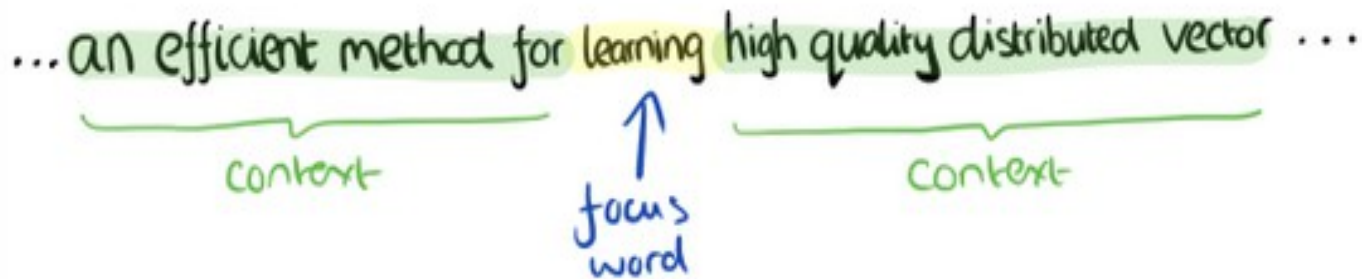 ... an efficient method for learning high quality distributed vector ...
context
context
focus
word